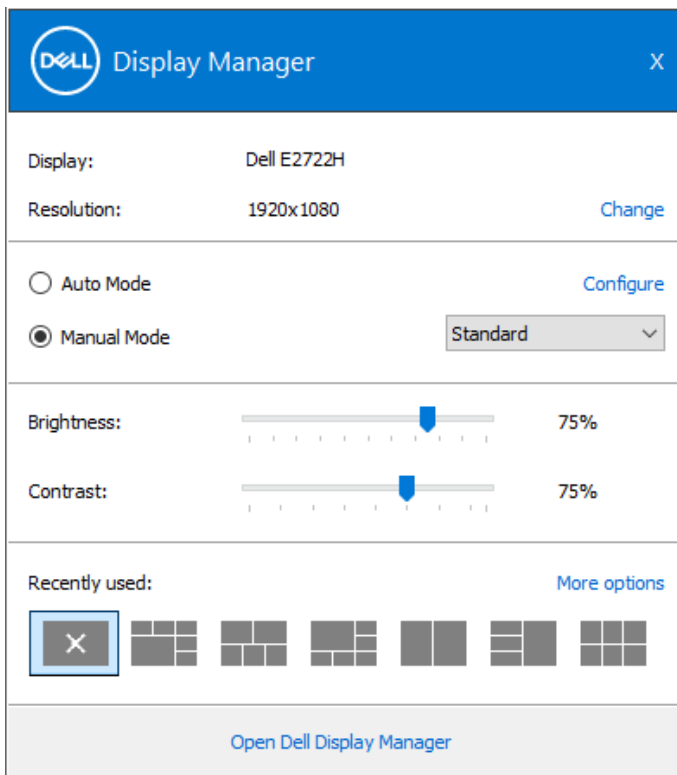 DELL Display Manager X
Display: Dell E2722H
Resolution: 1920x1080 Change
Auto Mode Configure
Manual Mode Standard
Brightness: 75%
Contrast: 75%
Recently used: More options
Open Dell Display Manager